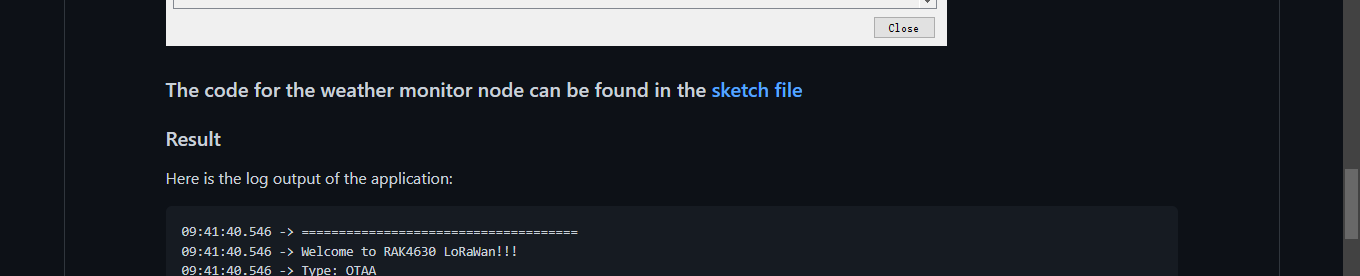 Close
The code for the weather monitor node can be found in the sketch file
Result
Here is the log output of the application:
09:41:40.546 -> =====================================
09:41:40.546 -> Welcome to RAK4630 LoRaWan!!!
09:41:40.546 -> Type: OTAA